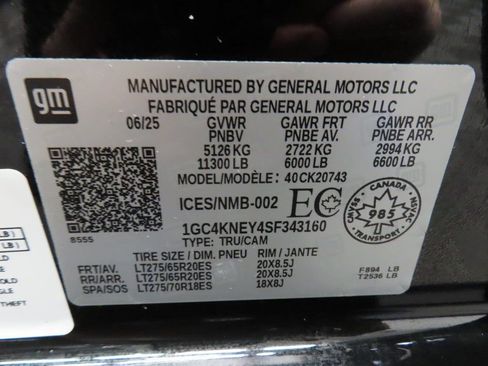 gm
MANUFACTURED BY GENERAL MOTORS LLC
FABRIQUÉ PAR GENERAL MOTORS LLC
06/25 GVWR GAWR FRT GAWR RR
PNBV PNBE AV. PNBE ARR.
5126 KG 2722 KG 2994 KG
11300 LB 6000 LB 6600 LB
MODEL/MODÈLE: 40 CK20743
ICES/NMB-002 EC
8555
1GC4KNEY4SF343160
TYPE: TRU/CAM
CANADA
985
TRANSPORT
TIRE SIZE / DIM. PNEU RIM / JANTE
FRT/AV. LT275/65R20ES 20X8.5J
RR/ARR. LT275/65R20ES 20X8.5J
SPA/SOS LT275/70R18ES 18X8J
F894 LB
T2536 LB
LB)
LB)
THEFT